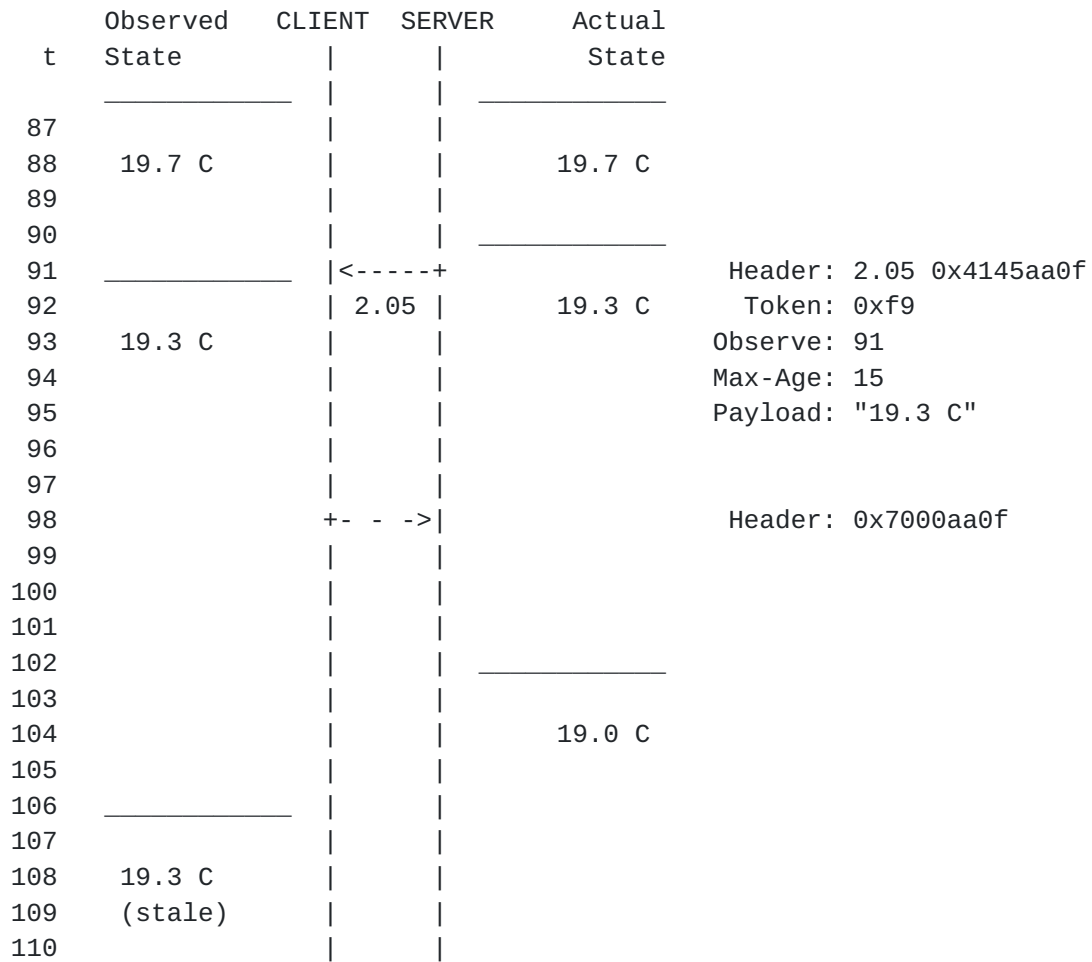 Observed   CLIENT  SERVER     Actual
  t   State         |      |         State
      ____________  |      |  ____________
 87                 |      |
 88    19.7 C       |      |       19.7 C
 89                 |      |
 90                 |      |  ____________
 91   ____________  |<-----+                  Header: 2.05 0x4145aa0f
 92                 | 2.05 |       19.3 C      Token: 0xf9
 93    19.3 C       |      |                 Observe: 91
 94                 |      |                 Max-Age: 15
 95                 |      |                 Payload: "19.3 C"
 96                 |      |
 97                 |      |
 98                 +- - ->|                  Header: 0x7000aa0f
 99                 |      |
100                 |      |
101                 |      |
102                 |      |  ____________
103                 |      |
104                 |      |       19.0 C
105                 |      |
106   ____________  |      |
107                 |      |
108    19.3 C       |      |
109    (stale)      |      |
110                 |      |